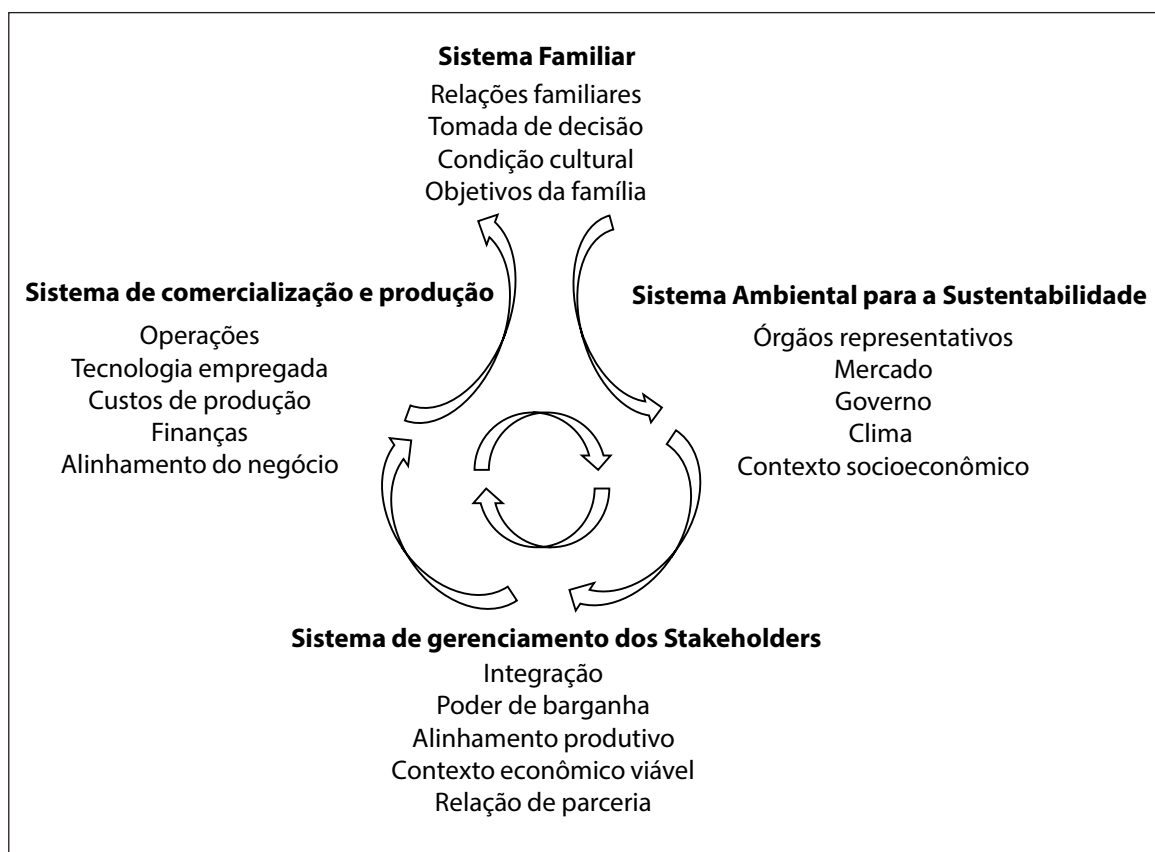 Sistema Familiar
Relações familiares
Tomada de decisão
Condição cultural
Objetivos da família
Sistema de comercialização e produção
Operações
Tecnologia empregada
Custos de produção
Finanças
Alinhamento do negócio
Sistema Ambiental para a Sustentabilidade
Órgãos representativos
Mercado
Governo
Clima
Contexto socioeconômico
Sistema de gerenciamento dos Stakeholders
Integração
Poder de barganha
Alinhamento produtivo
Contexto econômico viável
Relação de parceria